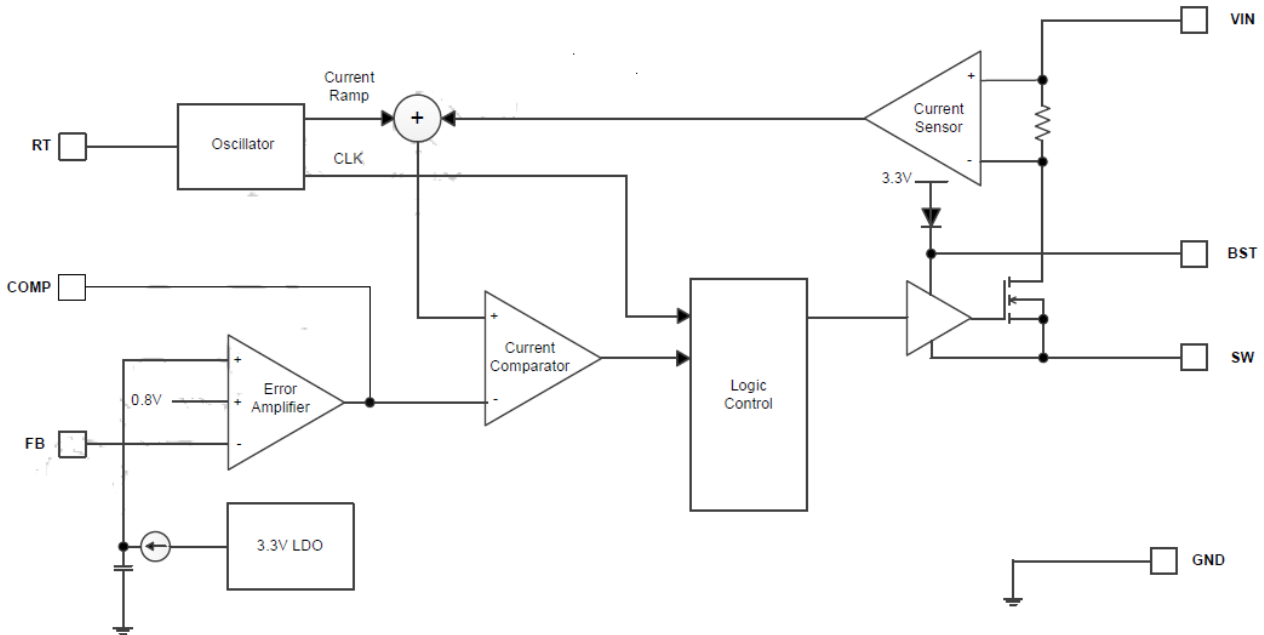 VIN
Current
Ramp
+
+
Current
Sensor
-
RT
Oscillator
CLK
3.3V
BST
COMP
+
Current
Comparator
-
SW
+
0.8V
+
Error
Amplifier
-
FB
Logic
Control
3.3V LDO
GND